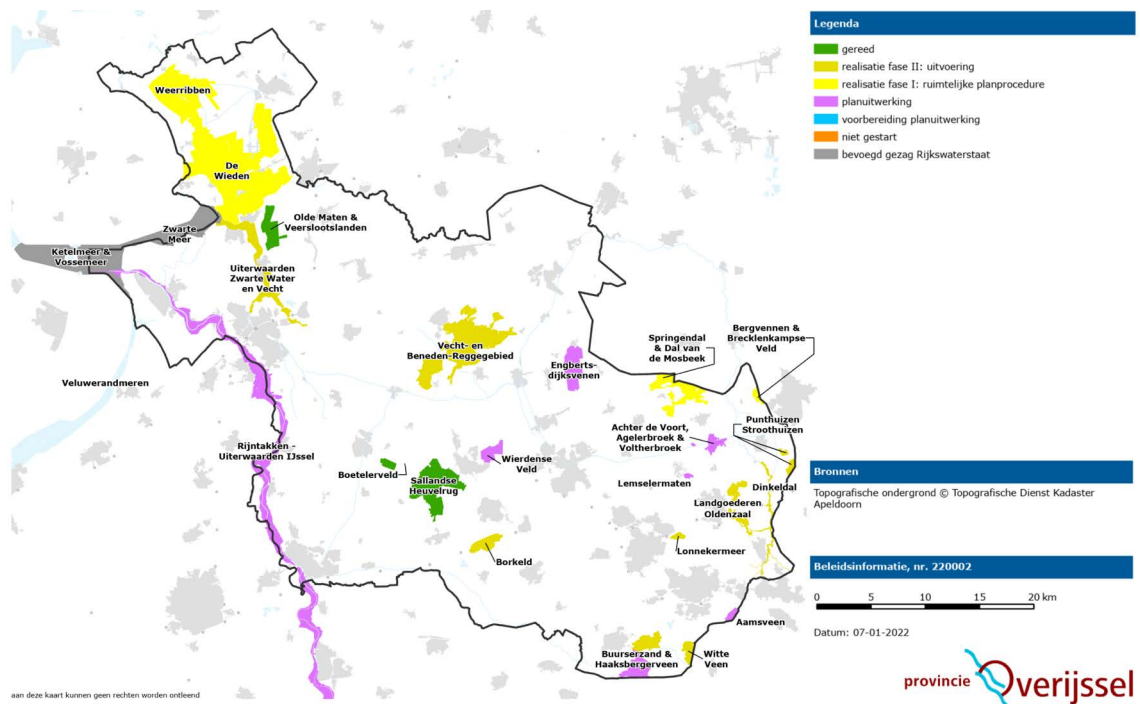 Weerribben
De
Wieden
Olde Maten &
Veerslootslanden
Zwarte
Meer
Ketelmeer &
Vossemeer
Uiterwaarden
Zwarte Water
en Vecht
Vecht- en
Beneden-Reggegebied
Engberts-
dijksvenen
Springendal
& Dal van
de Mosbeek
Bergvennen &
Brecklenkampse
Veld
Veluwerandmeren
Achter de Voort,
Agelerbroek &
Voltherbroek
Punthuizen
Stroothuizen
Rijntakken -
Uiterwaarden IJssel
Boetelerveld
Sallandse
Heuvelrug
Wierdense
Veld
Lemselermaten
Dinkeldal
Landgoederen
Oldenzaal
Lonnekermeer
Borkeld
Aamsveen
Buurserzand &
Haaksbergerveen
Witte
Veen
aan deze kaart kunnen geen rechten worden ontleend
Legenda
gereed
realisatie fase II: uitvoering
realisatie fase I: ruimtelijke planprocedure
planuitwerking
voorbereiding planuitwerking
niet gestart
bevoegd gezag Rijkswaterstaat
Bronnen
Topografische ondergrond © Topografische Dienst Kadaster
Apeldoorn
Beleidsinformatie, nr. 220002
0 5 10 15 20 km
Datum: 07-01-2022
provincie Overijssel